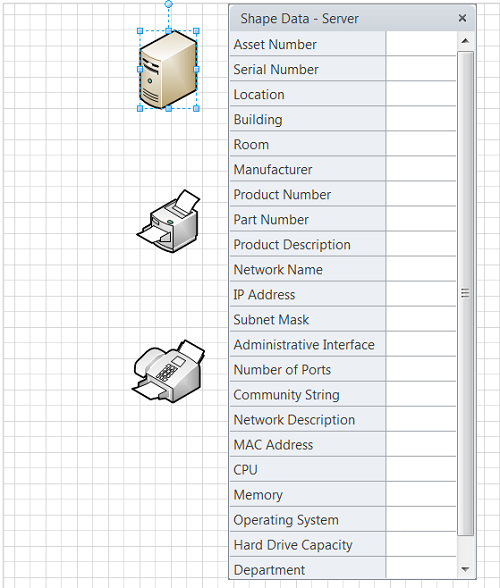 Shape Data - Server
Asset Number
Serial Number
Location
Building
Room
Manufacturer
Product Number
Part Number
Product Description
Network Name
IP Address
Subnet Mask
Administrative Interface
Number of Ports
Community String
Network Description
MAC Address
CPU
Memory
Operating System
Hard Drive Capacity
Department